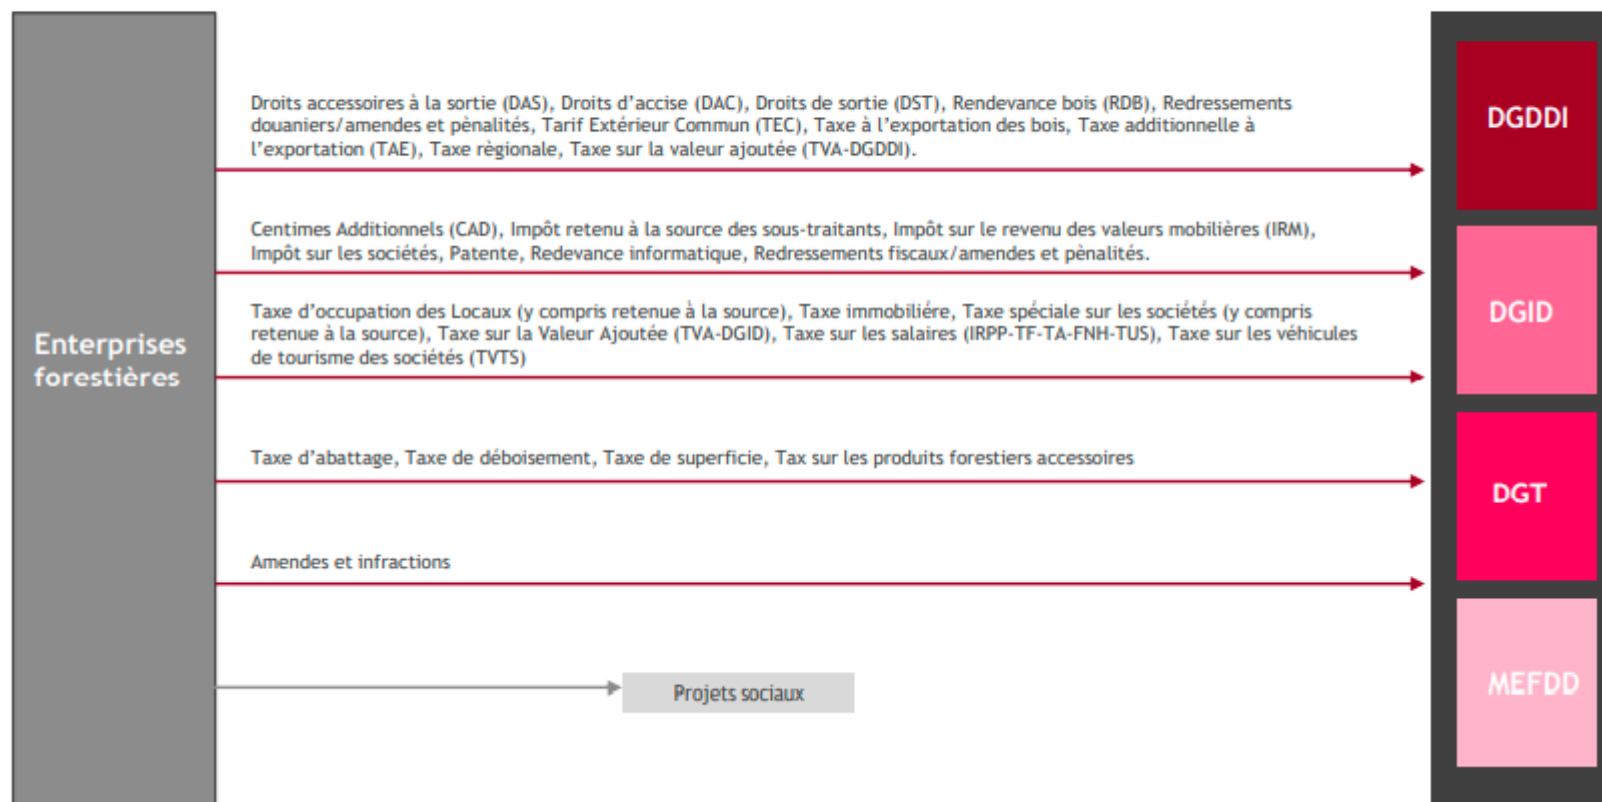 Droits accessoires à la sortie (DAS), Droits d'accise (DAC), Droits de sortie (DST), Rendevance bois (RDB), Redressements
douaniers/amendes et pènalités, Tarif Extérieur Commun (TEC), Taxe à l'exportation des bois, Taxe additionnelle à
l'exportation (TAE), Taxe règionale, Taxe sur la valeur ajoutée (TVA-DGDDI).
DGDDI
Centimes Additionnels (CAD), Impôt retenu à la source des sous-traitants, Impôt sur le revenu des valeurs mobilières (IRM),
Impôt sur les sociétés, Patente, Redevance informatique, Redressements fiscaux/amendes et pènalités.
Taxe d'occupation des Locaux (y compris retenue à la source), Taxe immobiliére, Taxe spéciale sur les sociétés (y compris
retenue à la source), Taxe sur la Valeur Ajoutée (TVA-DGID), Taxe sur les salaires (IRPP-TF-TA-FNH-TUS), Taxe sur les véhicules
de tourisme des sociétés (TVTS)
DGID
Enterprises
forestières
Taxe d'abattage, Taxe de déboisement, Taxe de superficie, Tax sur les produits forestiers accessoires
DGT
Amendes et infractions
Projets sociaux
MEFDD